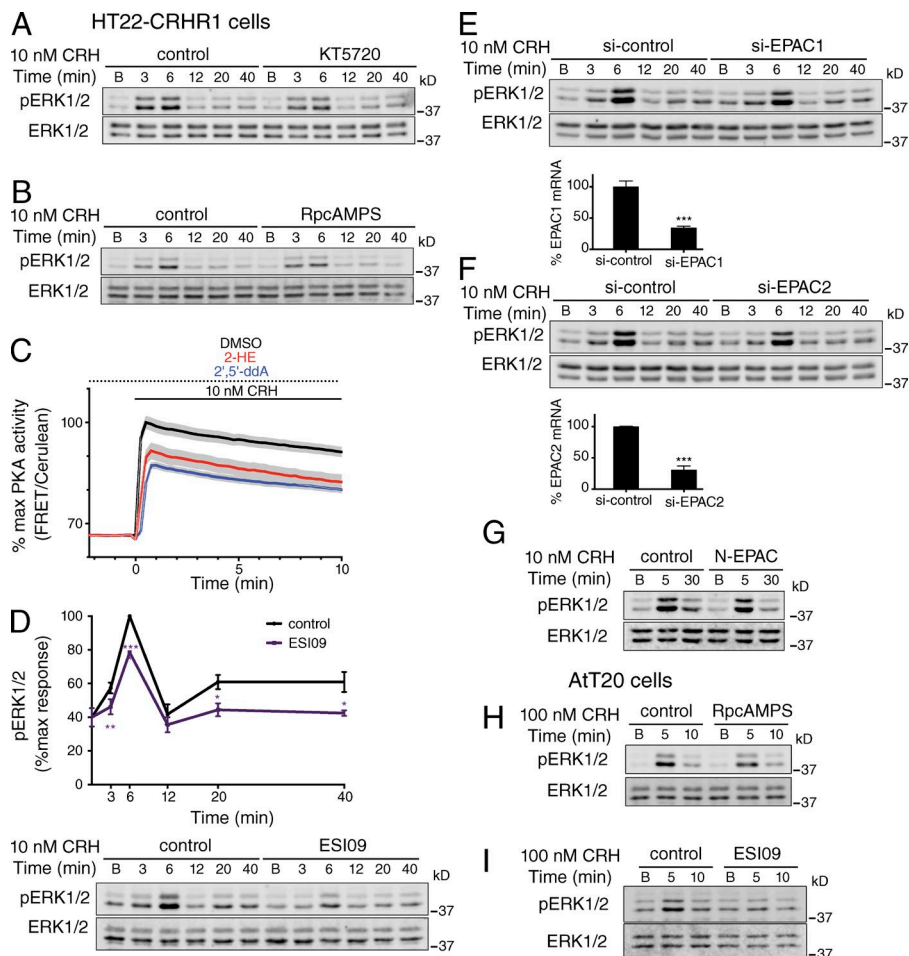 A
HT22-CRHR1 cells
10 nM CRH control KT5720
Time (min) B 3 6 12 20 40 B 3 6 12 20 40 kD
pERK1/2
–37
ERK1/2
–37
B
10 nM CRH control RpcAMPS
Time (min) B 3 6 12 20 40 B 3 6 12 20 40 kD
pERK1/2
–37
ERK1/2
–37
C
DMSO
2-HE
2',5'-ddA
10 nM CRH
% max PKA activity
(FRET/Cerulean)
100
70
0 5 10
Time (min)
D
control
ESI09
pERK1/2
(%max response)
100
80
60
40
20
0
***
**
*
*
3 6 12 20 40
Time (min)
10 nM CRH control ESI09
Time (min) B 3 6 12 20 40 B 3 6 12 20 40 kD
pERK1/2
–37
ERK1/2
–37
E
10 nM CRH si-control si-EPAC1
Time (min) B 3 6 12 20 40 B 3 6 12 20 40 kD
pERK1/2
–37
ERK1/2
–37
% EPAC1 mRNA
100
50
0
***
si-control si-EPAC1
F
10 nM CRH si-control si-EPAC2
Time (min) B 3 6 12 20 40 B 3 6 12 20 40 kD
pERK1/2
–37
ERK1/2
–37
% EPAC2 mRNA
100
50
0
***
si-control si-EPAC2
G
10 nM CRH control N-EPAC
Time (min) B 5 30 B 5 30 kD
pERK1/2
–37
ERK1/2
–37
AtT20 cells
H
100 nM CRH control RpcAMPS
Time (min) B 5 10 B 5 10 kD
pERK1/2
–37
ERK1/2
–37
I
100 nM CRH control ESI09
Time (min) B 5 10 B 5 10 kD
pERK1/2
–37
ERK1/2
–37